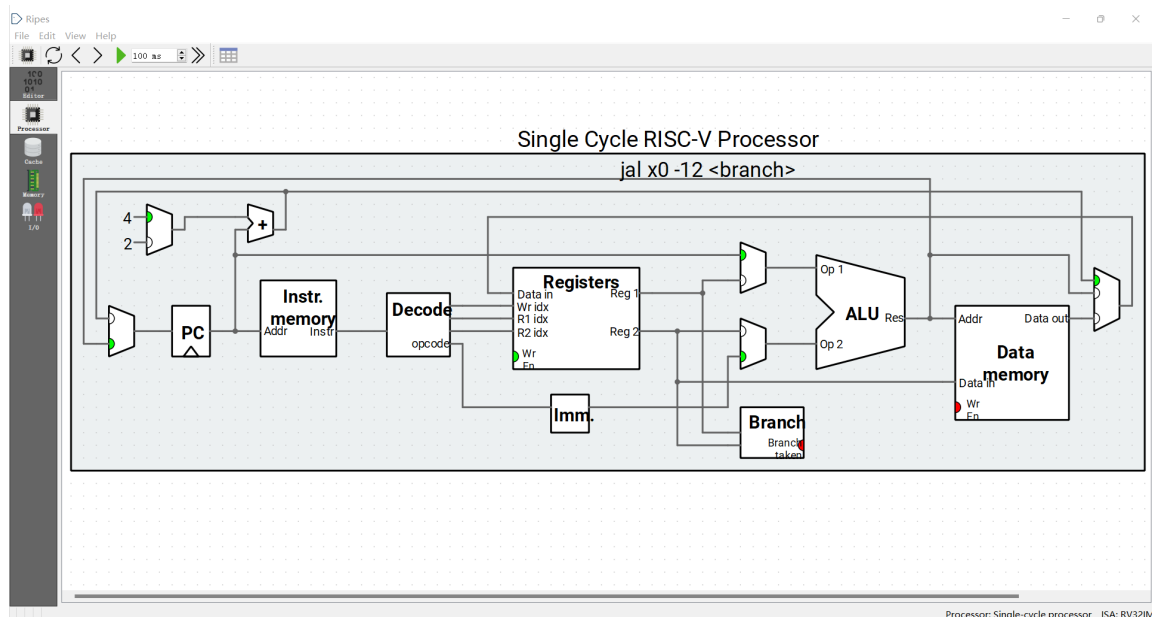 Ripes
File Edit View Help
100 ms
100
1010
01
Editor
Processor
Cache
Memory
I/O
Single Cycle RISC-V Processor
jal x0 -12 <branch>
4
2
+
PC
Instr.
memory
Addr
Instr
Decode
opcode
Registers
Data in
Wr idx
R1 idx
R2 idx
Wr
En
Reg 1
Reg 2
Imm.
Op 1
Op 2
ALU
Res
Branch
Branch
taken
Addr
Data out
Data
memory
Data in
Wr
En
Processor: Single-cycle processor ISA: RV32IM